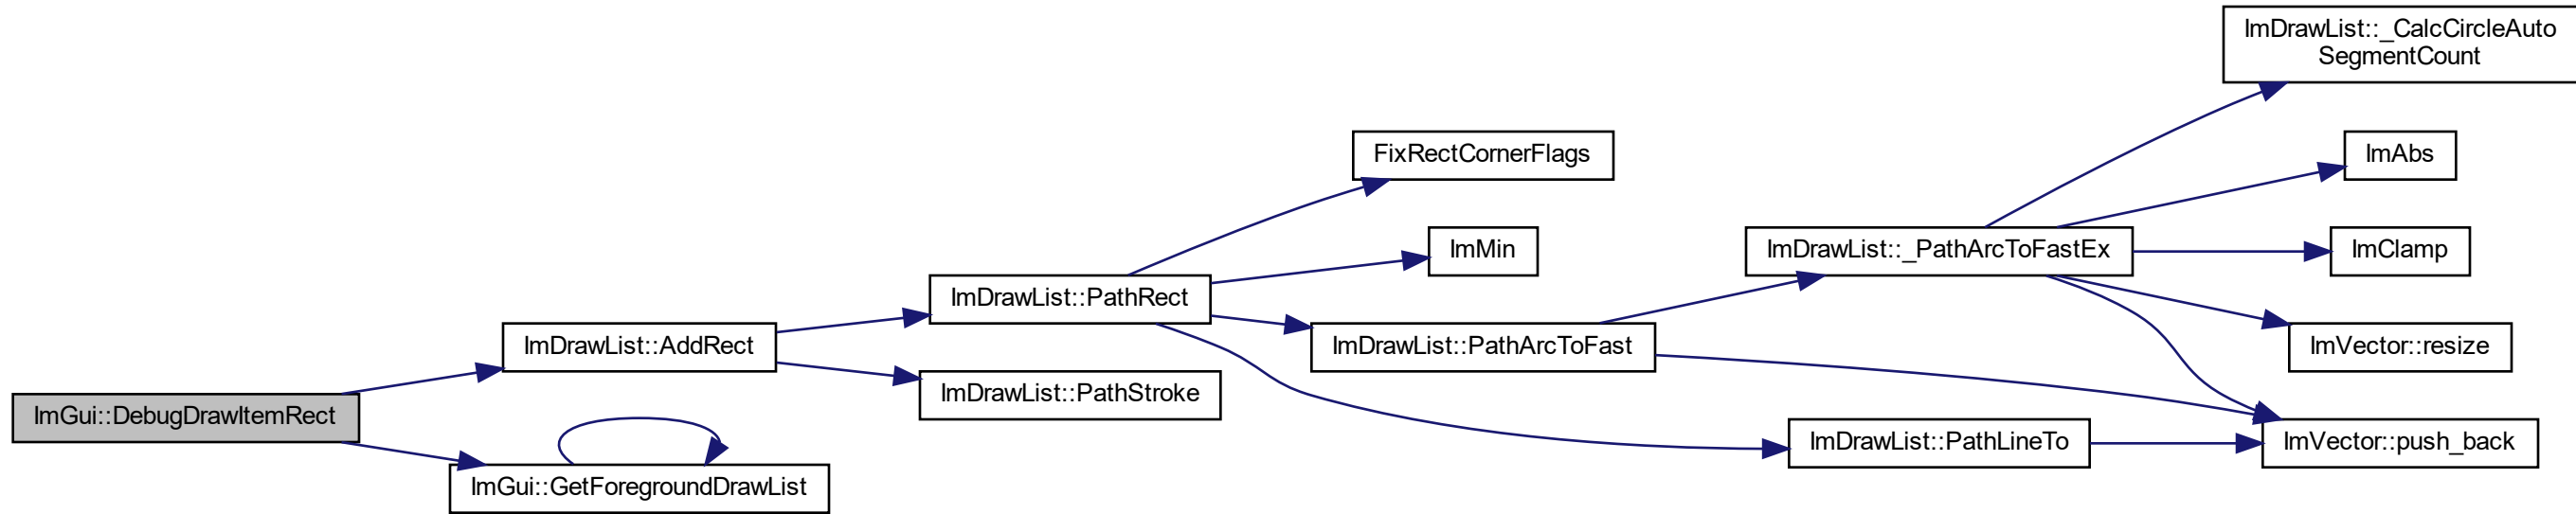 ImDrawList::_CalcCircleAuto
SegmentCount
FixRectCornerFlags
ImAbs
ImMin
ImDrawList::_PathArcToFastEx
ImClamp
ImDrawList::PathRect
ImDrawList::AddRect
ImDrawList::PathArcToFast
ImVector::resize
ImDrawList::PathStroke
ImGui::DebugDrawItemRect
ImDrawList::PathLineTo
ImVector::push_back
ImGui::GetForegroundDrawList